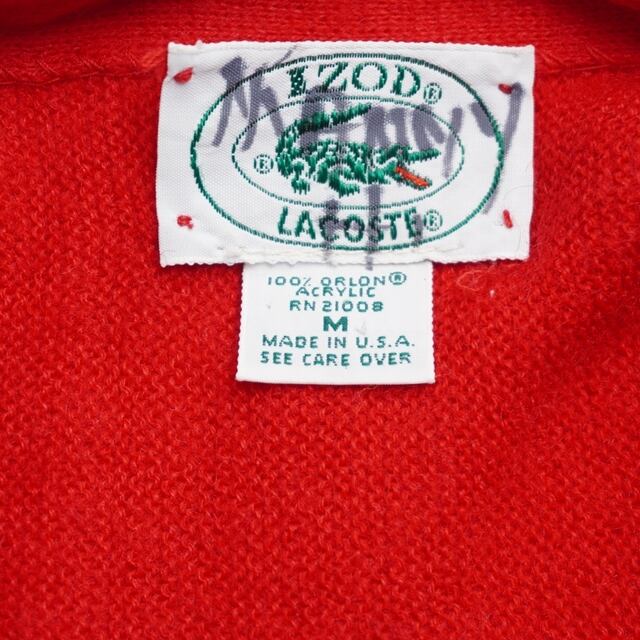 IZOD®
®
LACOSTE®
100% ORLON®
ACRYLIC
RN 21008
M
MADE IN U.S.A.
SEE CARE OVER